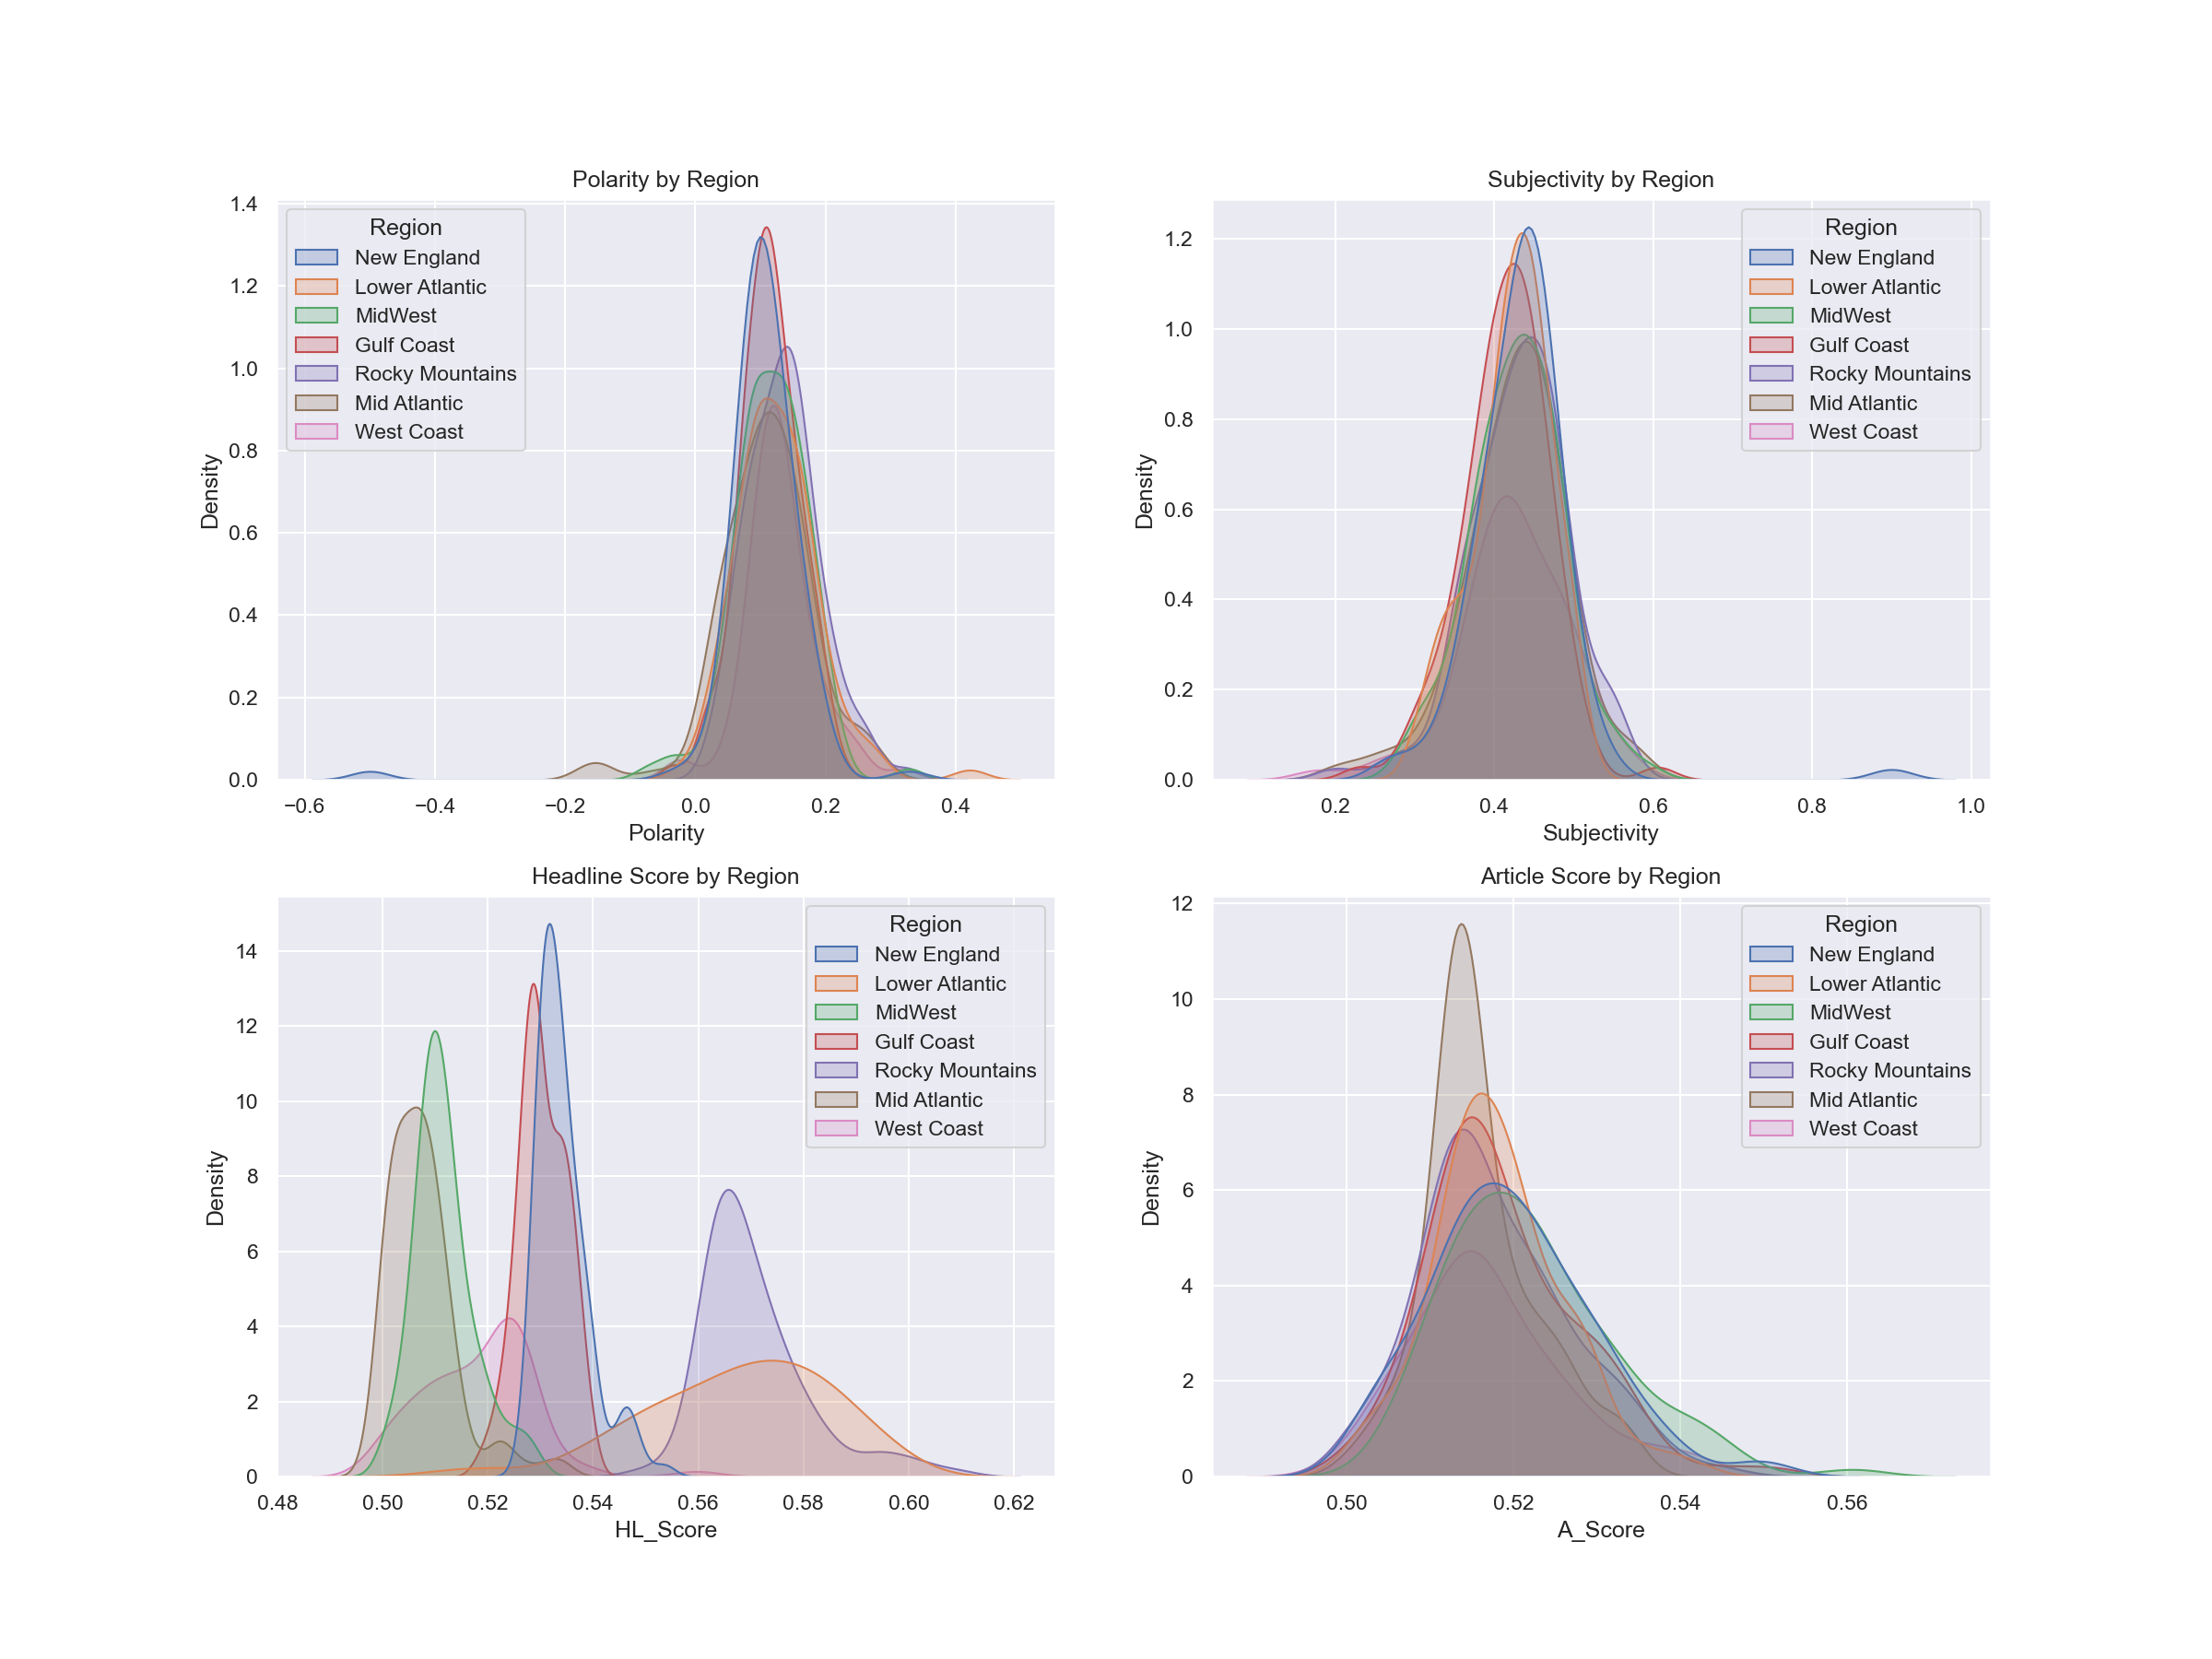 Polarity by Region
1.4
1.2
1.0
0.8
0.6
0.4
0.2
0.0
Density
−0.6 −0.4 −0.2 0.0 0.2 0.4
Polarity
Region
New England
Lower Atlantic
MidWest
Gulf Coast
Rocky Mountains
Mid Atlantic
West Coast
Subjectivity by Region
1.2
1.0
0.8
0.6
0.4
0.2
0.0
Density
0.2 0.4 0.6 0.8 1.0
Subjectivity
Region
New England
Lower Atlantic
MidWest
Gulf Coast
Rocky Mountains
Mid Atlantic
West Coast
Headline Score by Region
14
12
10
8
6
4
2
0
Density
0.48 0.50 0.52 0.54 0.56 0.58 0.60 0.62
HL_Score
Region
New England
Lower Atlantic
MidWest
Gulf Coast
Rocky Mountains
Mid Atlantic
West Coast
Article Score by Region
12
10
8
6
4
2
0
Density
0.50 0.52 0.54 0.56
A_Score
Region
New England
Lower Atlantic
MidWest
Gulf Coast
Rocky Mountains
Mid Atlantic
West Coast